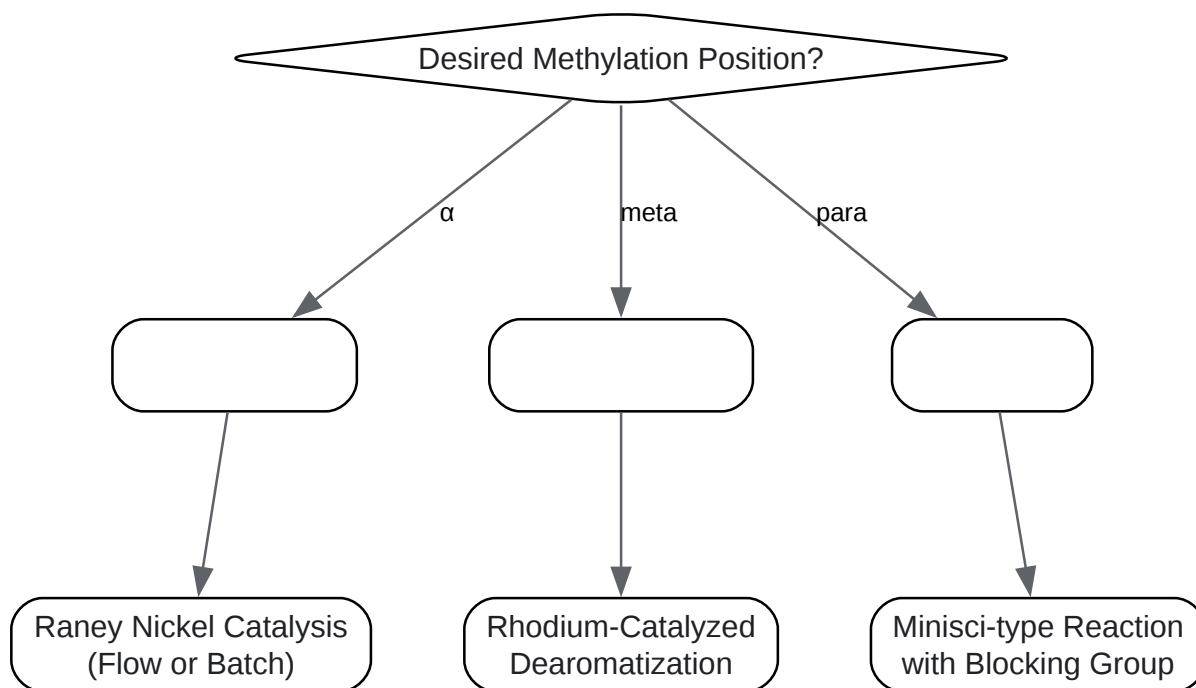 Desired Methylation Position?
α
meta
para
Raney Nickel Catalysis
(Flow or Batch)
Rhodium-Catalyzed
Dearomatization
Minisci-type Reaction
with Blocking Group